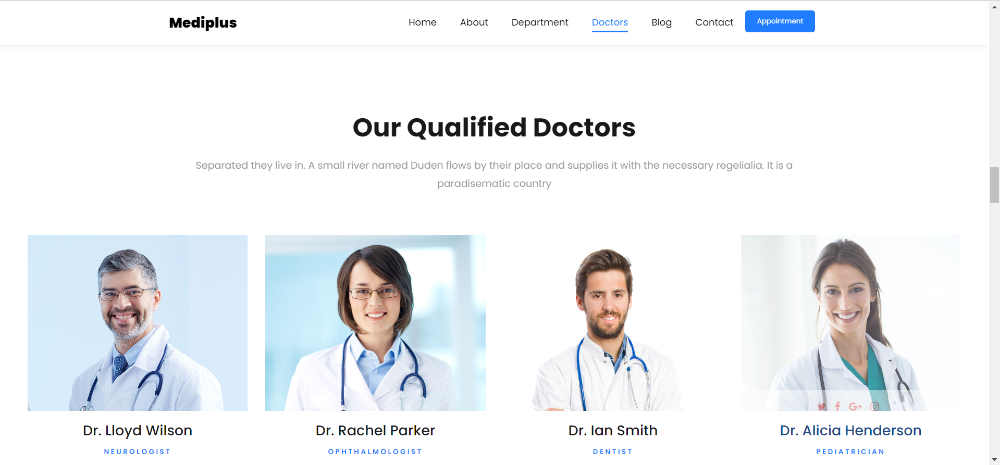 Mediplus
Home
About
Department
Doctors
Blog
Contact
Appointment
Our Qualified Doctors
Separated they live in. A small river named Duden flows by their place and supplies it with the necessary regelialia. It is a
paradisematic country
Dr. Lloyd Wilson
NEUROLOGIST
Dr. Rachel Parker
OPHTHALMOLOGIST
Dr. Ian Smith
DENTIST
Dr. Alicia Henderson
PEDIATRICIAN